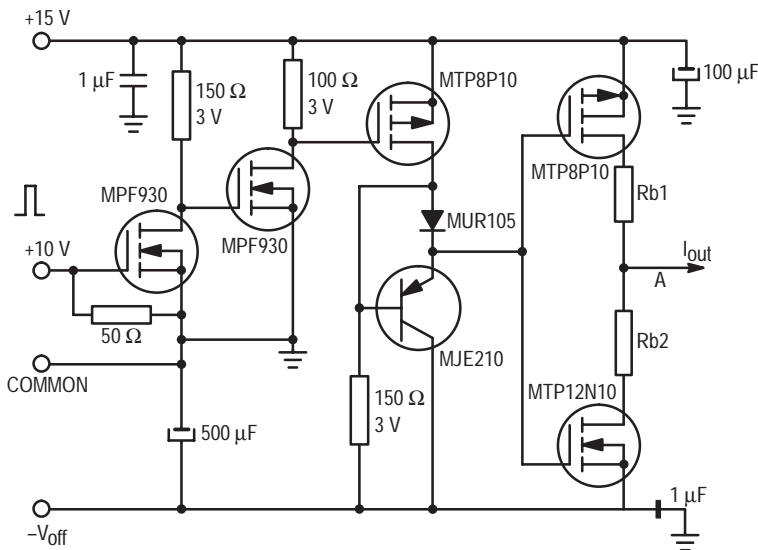 +15 V
1 µF
150 Ω
3 V
100 Ω
3 V
MTP8P10
100 µF
MPF930
MTP8P10
Rb1
+10 V
MPF930
MUR105
Iout
A
50 Ω
MJE210
Rb2
COMMON
MTP12N10
150 Ω
3 V
500 µF
1 µF
–Voff